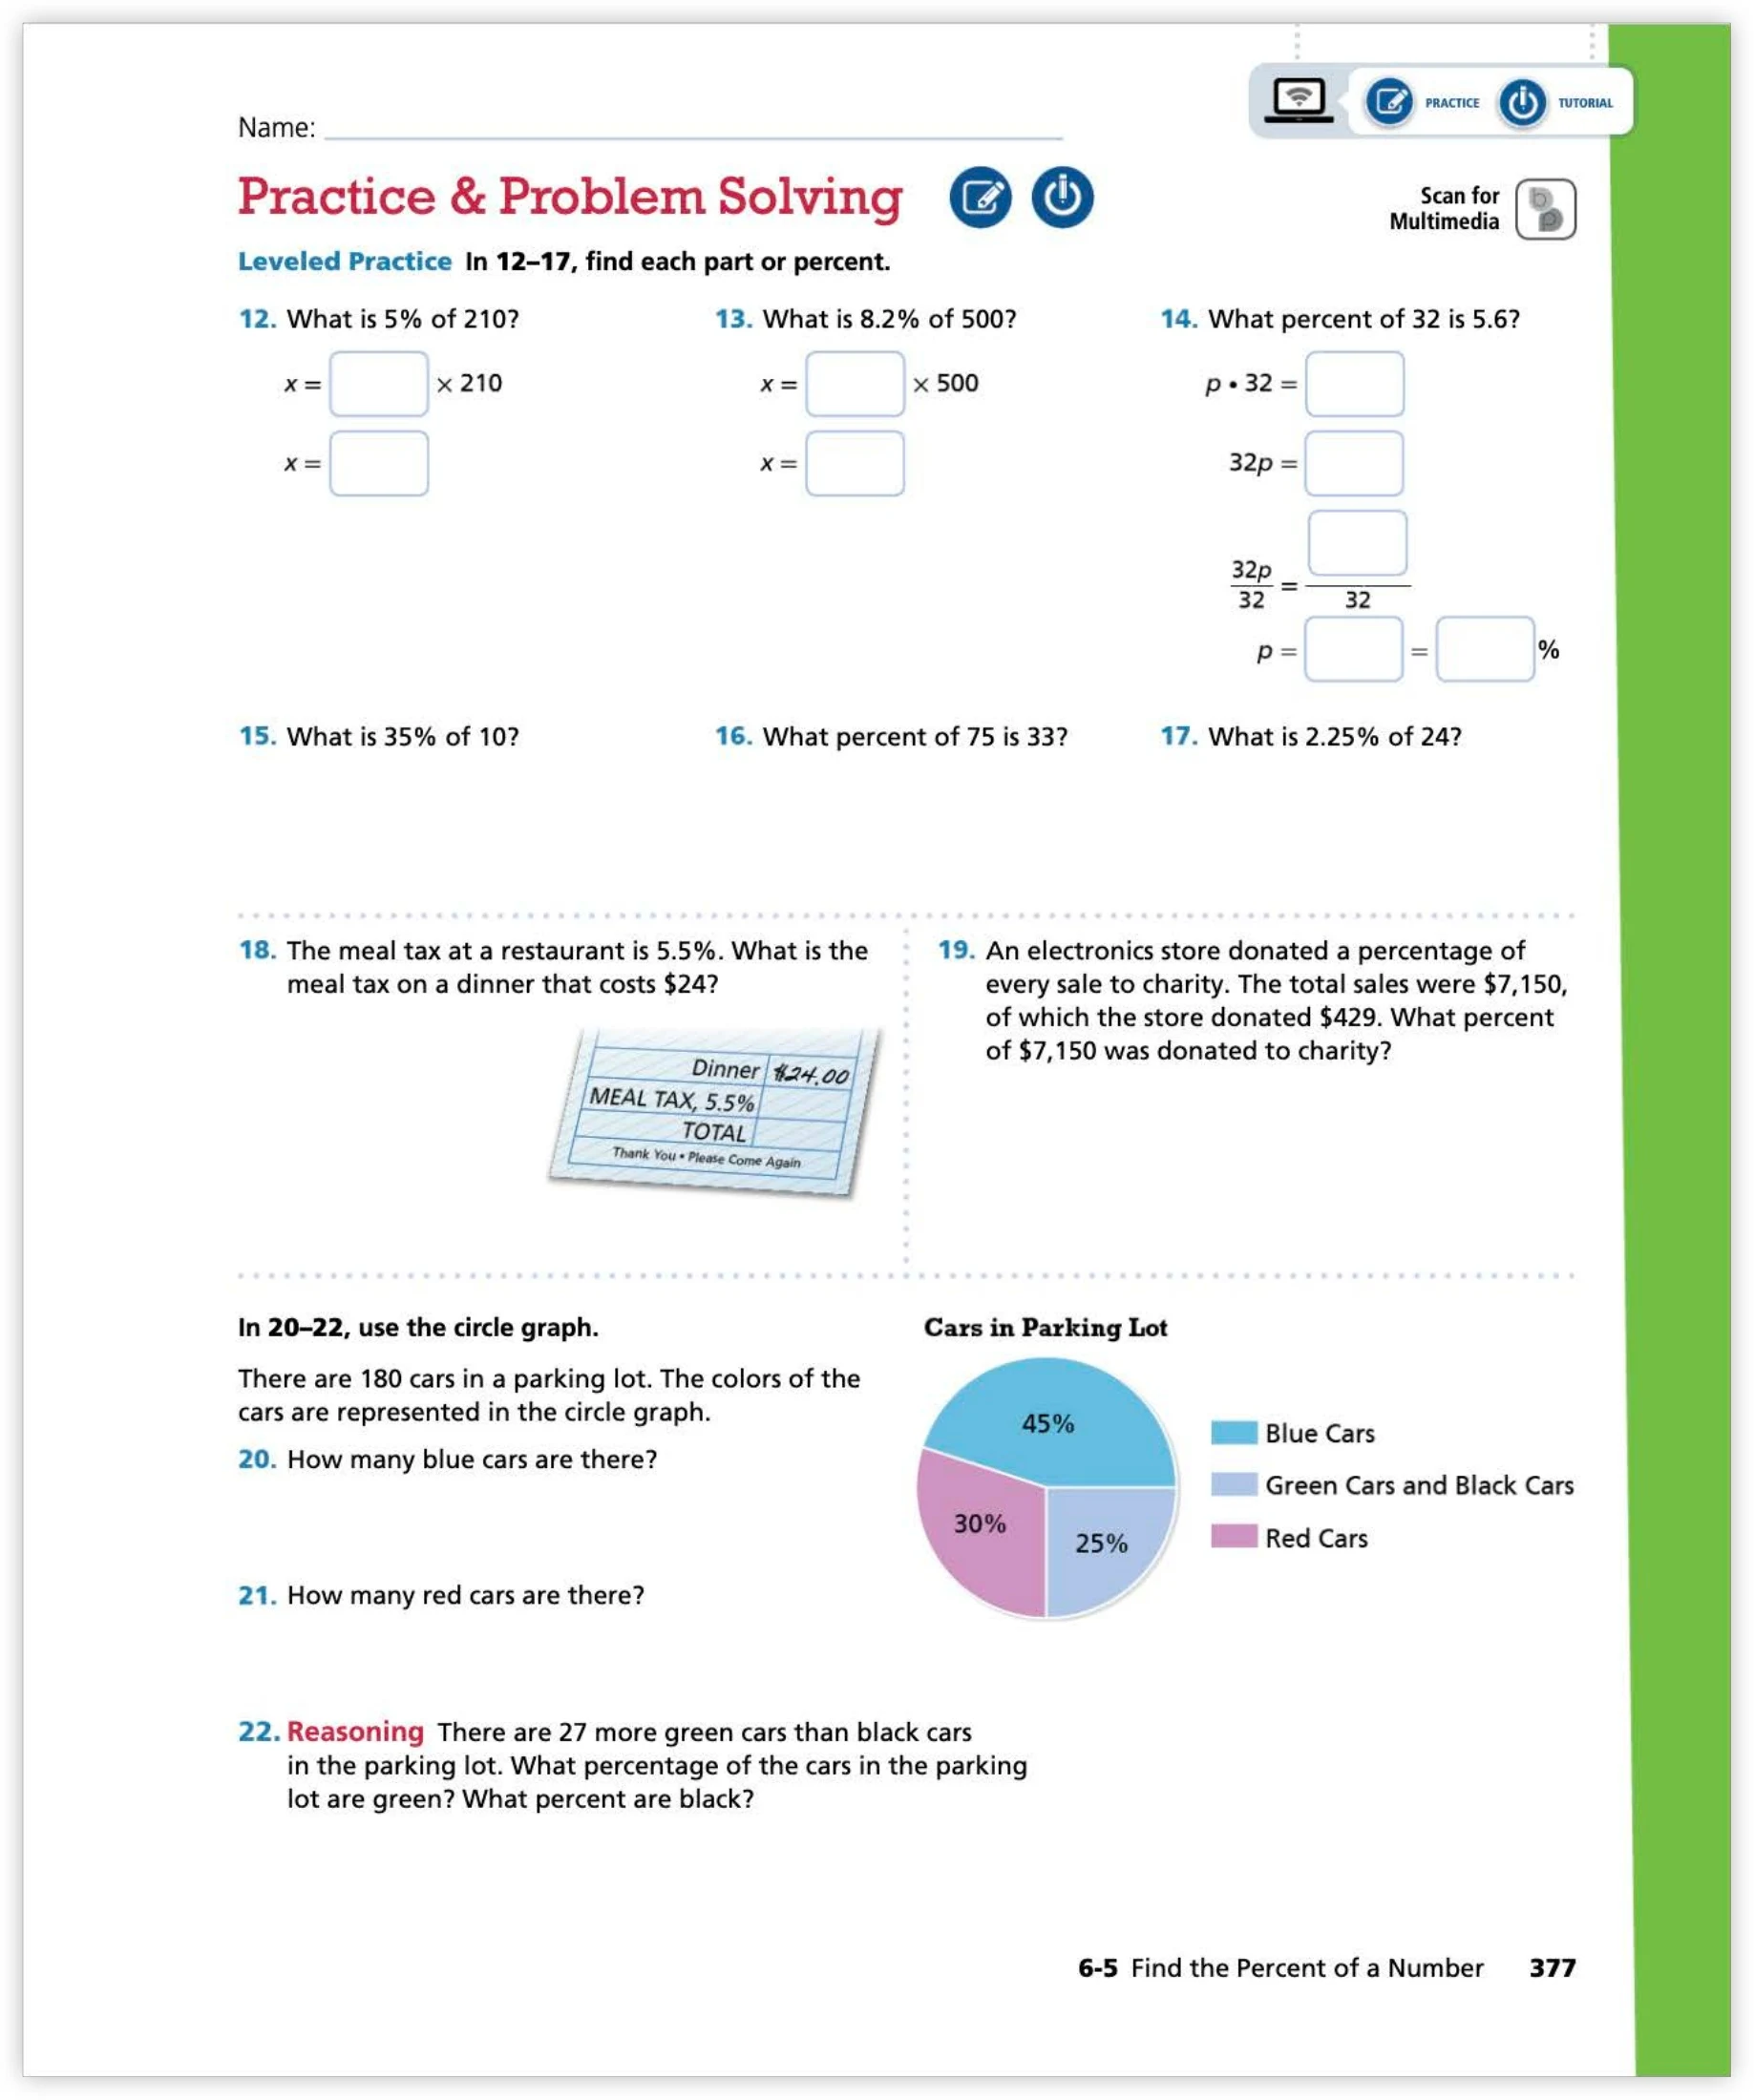 PRACTICE TUTORIAL
Name:
Practice & Problem Solving
Scan for
Multimedia
Leveled Practice In 12–17, find each part or percent.
12. What is 5% of 210?
x = × 210
x =
13. What is 8.2% of 500?
x = × 500
x =
14. What percent of 32 is 5.6?
p • 32 =
32p =
32p
32 = 32
p = = %
15. What is 35% of 10?
16. What percent of 75 is 33?
17. What is 2.25% of 24?
18. The meal tax at a restaurant is 5.5%. What is the
meal tax on a dinner that costs $24?
Dinner $24.00
MEAL TAX, 5.5%
TOTAL
Thank You • Please Come Again
19. An electronics store donated a percentage of
every sale to charity. The total sales were $7,150,
of which the store donated $429. What percent
of $7,150 was donated to charity?
In 20–22, use the circle graph.
There are 180 cars in a parking lot. The colors of the
cars are represented in the circle graph.
20. How many blue cars are there?
21. How many red cars are there?
Cars in Parking Lot
45%
30%
25%
Blue Cars
Green Cars and Black Cars
Red Cars
22. Reasoning There are 27 more green cars than black cars
in the parking lot. What percentage of the cars in the parking
lot are green? What percent are black?
6-5 Find the Percent of a Number 377